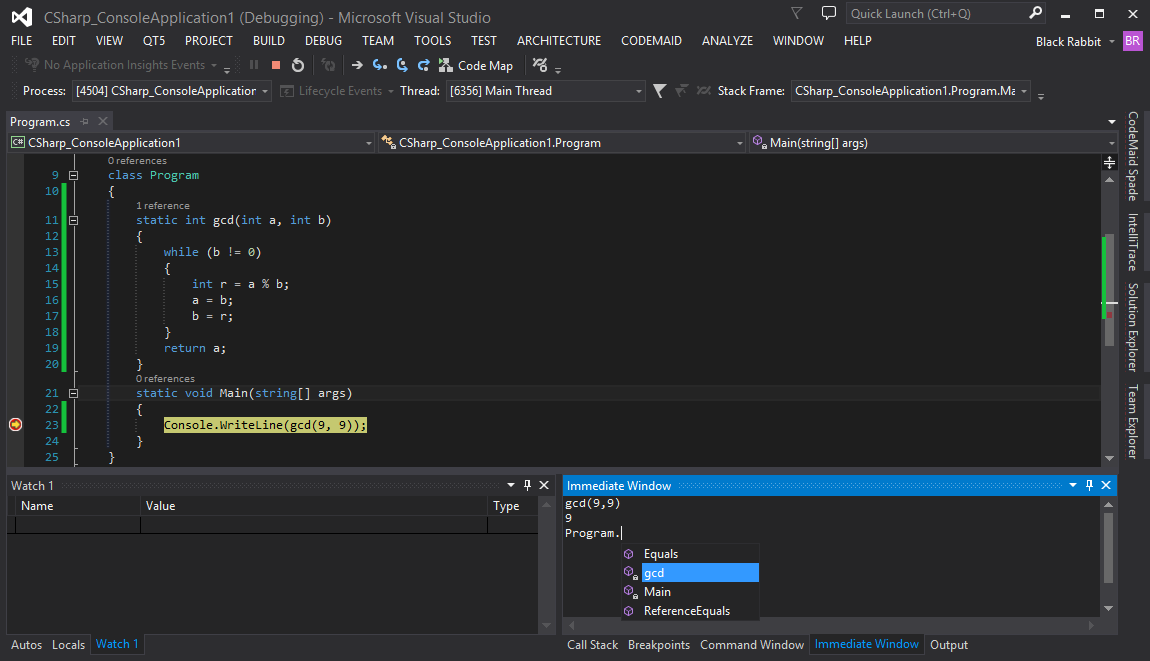 CSharp_ConsoleApplication1 (Debugging) - Microsoft Visual Studio
Quick Launch (Ctrl+Q)
FILE EDIT VIEW QT5 PROJECT BUILD DEBUG TEAM TOOLS TEST ARCHITECTURE CODEMAID ANALYZE WINDOW HELP
Black Rabbit BR
No Application Insights Events Code Map
Process: [4504] CSharp_ConsoleApplication Lifecycle Events Thread: [6356] Main Thread Stack Frame: CSharp_ConsoleApplication1.Program.Ma
Program.cs
CSharp_ConsoleApplication1 CSharp_ConsoleApplication1.Program Main(string[] args)
0 references
9 class Program
10 {
1 reference
11 static int gcd(int a, int b)
12 {
13 while (b != 0)
14 {
15 int r = a % b;
16 a = b;
17 b = r;
18 }
19 return a;
20 }
0 references
21 static void Main(string[] args)
22 {
23 Console.WriteLine(gcd(9, 9));
24 }
25 }
CodeMaid Spade
IntelliTrace
Solution Explorer
Team Explorer
Watch 1
Name Value Type
Autos Locals Watch 1
Immediate Window
gcd(9,9)
9
Program.
Equals
gcd
Main
ReferenceEquals
Call Stack Breakpoints Command Window Immediate Window Output